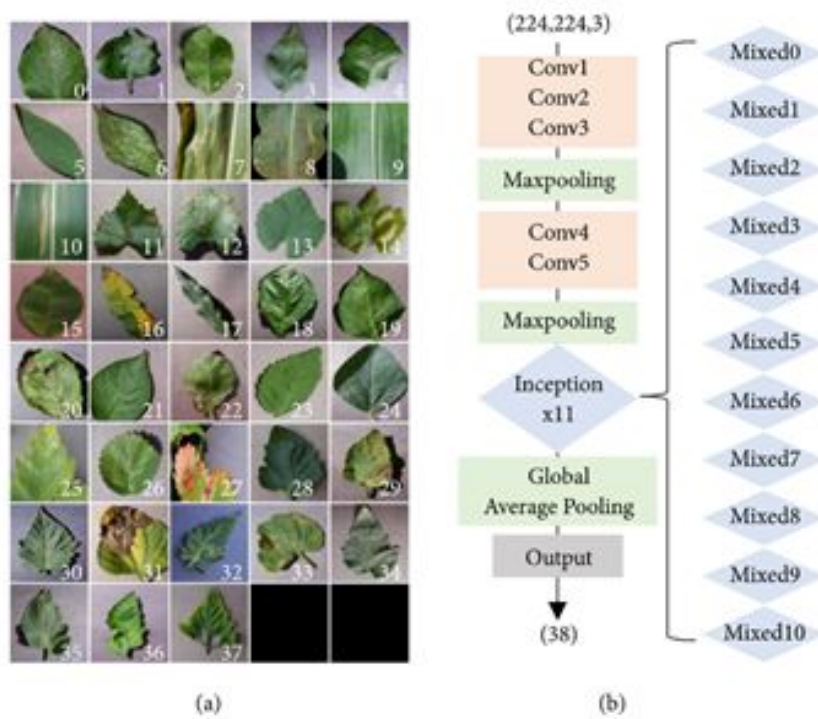 0 1 2 3 4
5 6 7 8 9
10 11 12 13 14
15 16 17 18 19
20 21 22 23 24
25 26 27 28 29
30 31 32 33 34
35 36 37
(a)
(224,224,3)
Conv1
Conv2
Conv3
Maxpooling
Conv4
Conv5
Maxpooling
Inception
x11
Global
Average Pooling
Output
(38)
Mixed0
Mixed1
Mixed2
Mixed3
Mixed4
Mixed5
Mixed6
Mixed7
Mixed8
Mixed9
Mixed10
(b)